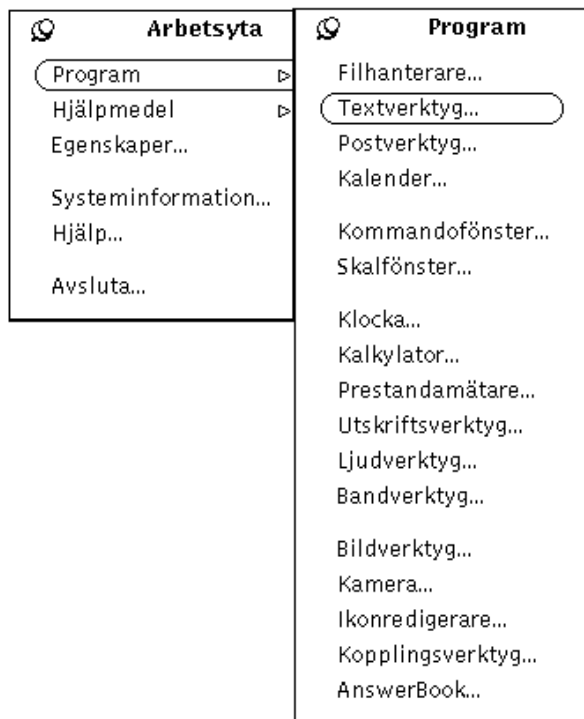 Arbetsyta
Program
Hjälpmedel
Egenskaper...
Systeminformation...
Hjälp...
Avsluta...
Program
Filhanterare...
Textverktyg...
Postverktyg...
Kalender...
Kommandofönster...
Skalfönster...
Klocka...
Kalkylator...
Prestandamätare...
Utskriftsverktyg...
Ljudverktyg...
Bandverktyg...
Bildverktyg...
Kamera...
Ikonredigerare...
Kopplingsverktyg...
AnswerBook...